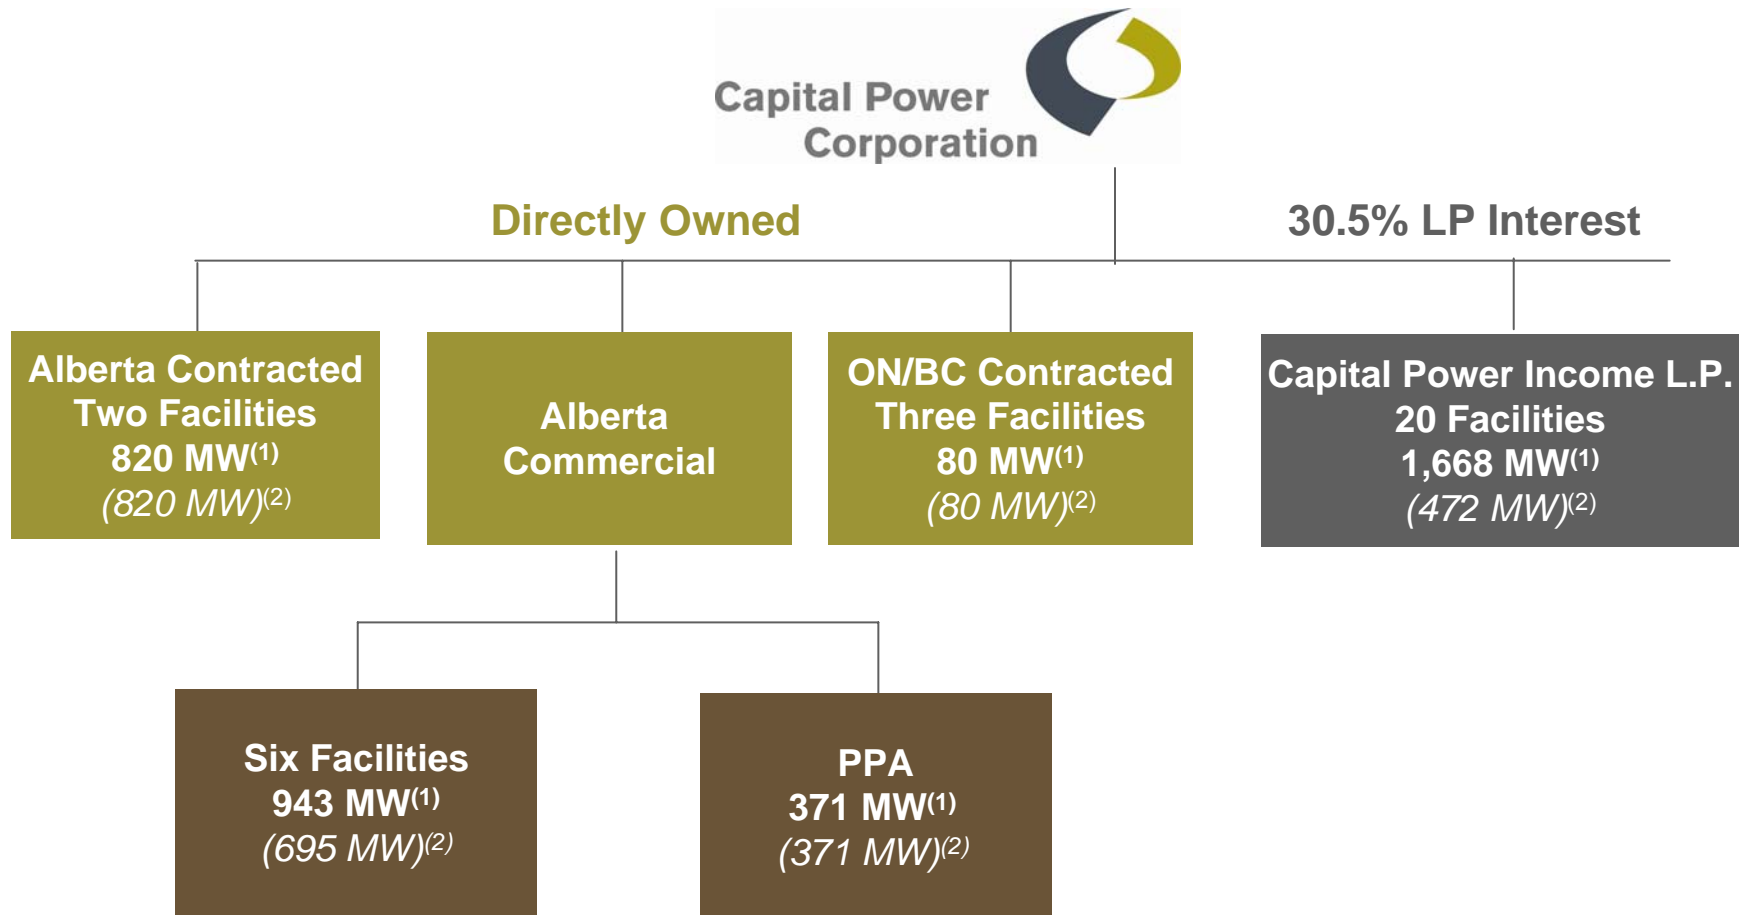 Capital Power
Corporation
Directly Owned
30.5% LP Interest
Alberta Contracted
Two Facilities
820 MW(1)
(820 MW)(2)
Alberta
Commercial
ON/BC Contracted
Three Facilities
80 MW(1)
(80 MW)(2)
Capital Power Income L.P.
20 Facilities
1,668 MW(1)
(472 MW)(2)
Six Facilities
943 MW(1)
(695 MW)(2)
PPA
371 MW(1)
(371 MW)(2)